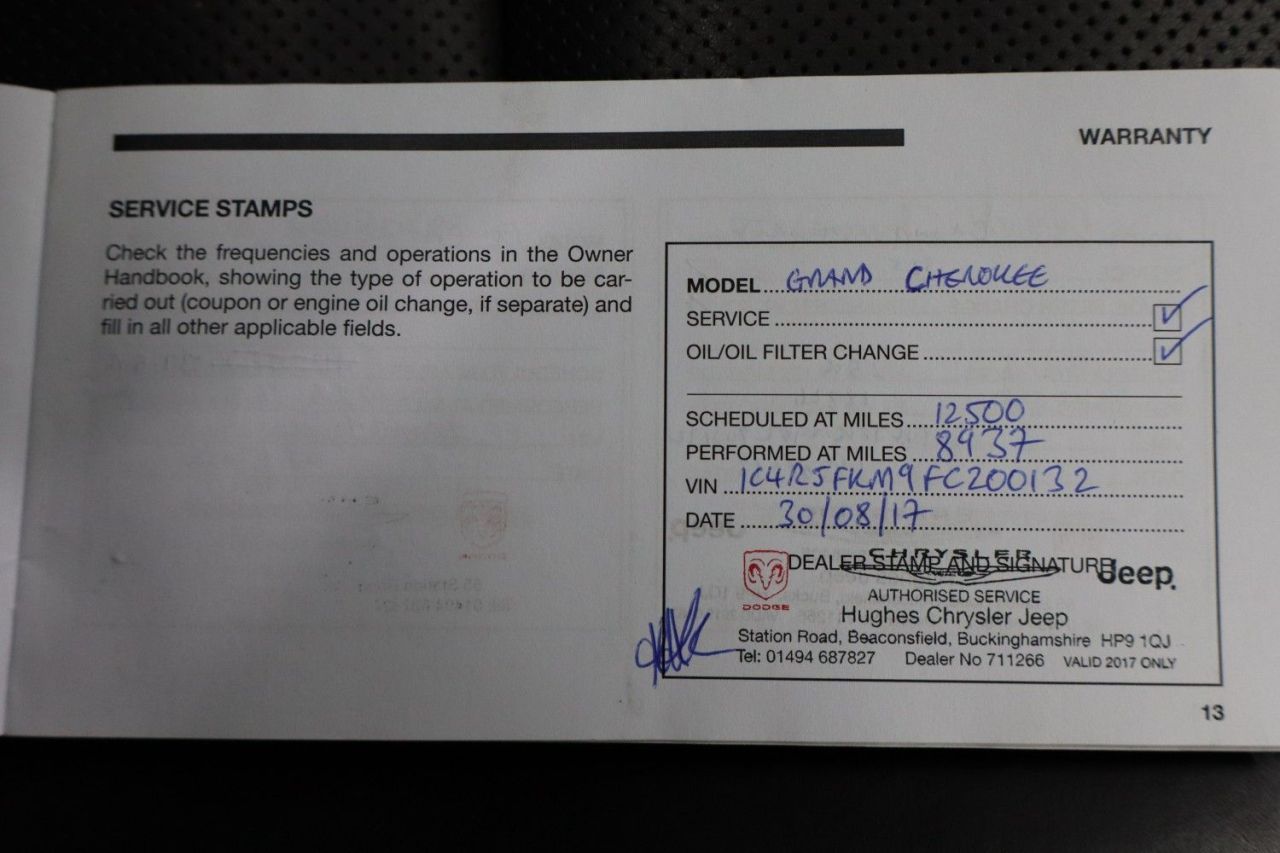 WARRANTY
SERVICE STAMPS
Check the frequencies and operations in the Owner
Handbook, showing the type of operation to be car-
ried out (coupon or engine oil change, if separate) and
fill in all other applicable fields.
MODEL GRAND CHEROKEE
SERVICE
OIL/OIL FILTER CHANGE
SCHEDULED AT MILES 12500
PERFORMED AT MILES 8937
VIN 1C4R5FKM9FC200132
DATE 30/08/17
CHRYSLER
DEALER STAMP AND SIGNATURE
Jeep
DODGE
AUTHORISED SERVICE
Hughes Chrysler Jeep
Station Road, Beaconsfield, Buckinghamshire HP9 1QJ
Tel: 01494 687827 Dealer No 711266 VALID 2017 ONLY
13